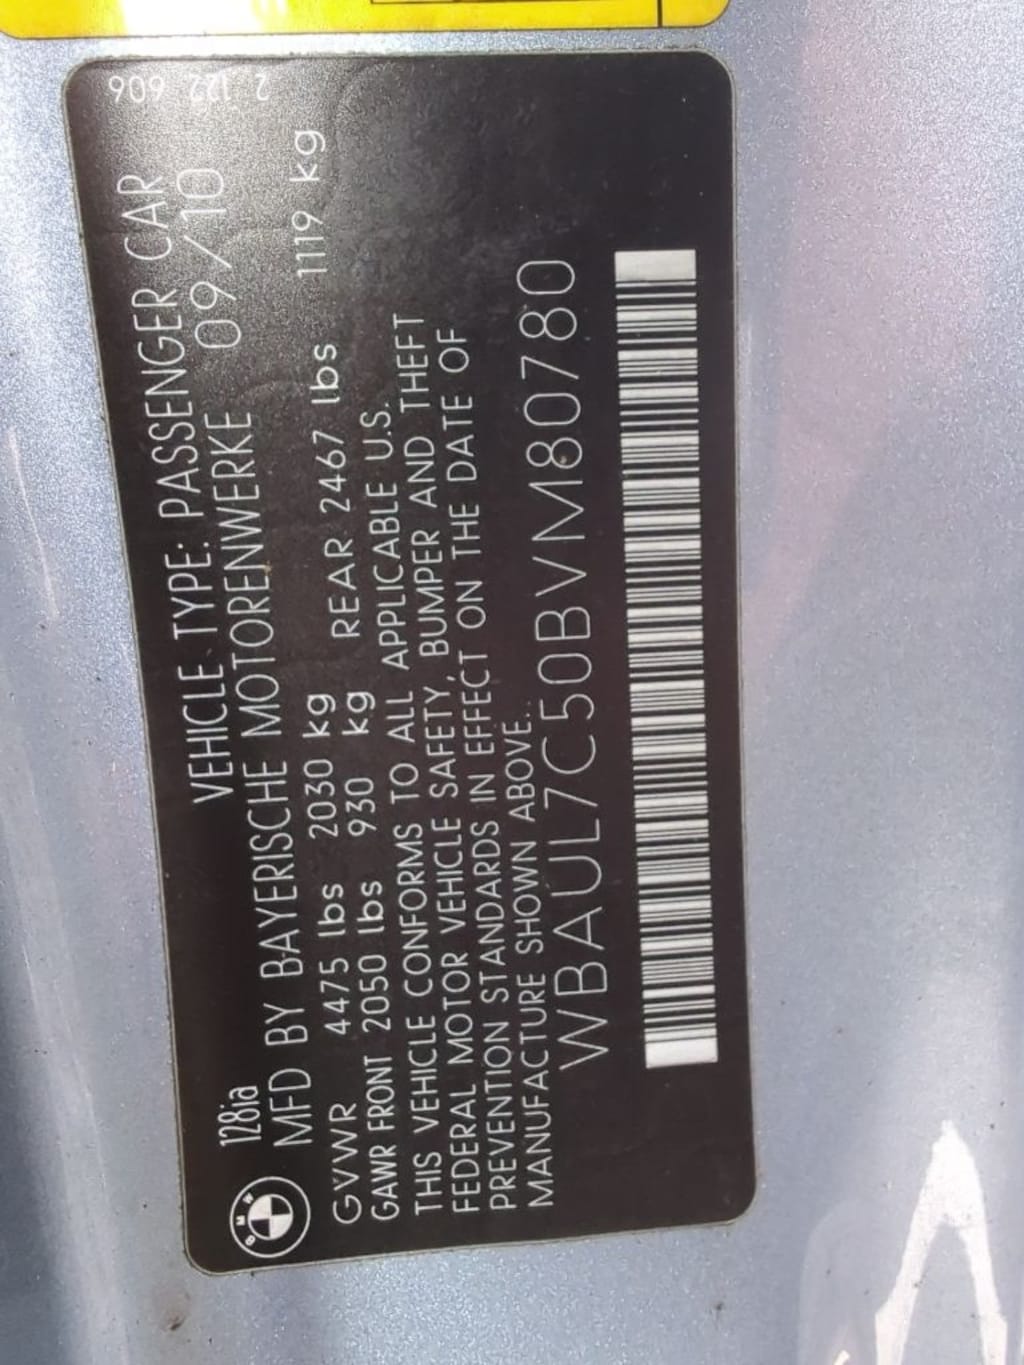 2 122 606
128ia VEHICLE TYPE: PASSENGER CAR
MFD BY BAYERISCHE MOTORENWERKE 09/10
GVWR 4475 lbs 2030 kg
GAWR FRONT 2050 lbs 930 kg REAR 2467 lbs 1119 kg
THIS VEHICLE CONFORMS TO ALL APPLICABLE U.S.
FEDERAL MOTOR VEHICLE SAFETY, BUMPER AND THEFT
PREVENTION STANDARDS IN EFFECT ON THE DATE OF
MANUFACTURE SHOWN ABOVE..
WBAUL7C50BVM80780
BMW